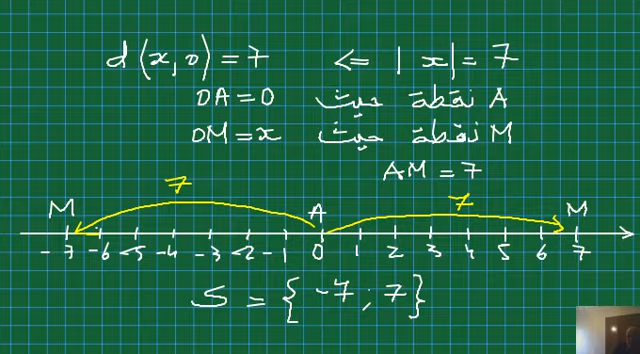 d(x,0)=7 <= |x|=7
OA=0 حيث نقطة A
OM=x حيث نقطة M
AM=7
7 7
M A M
-7 -6 -5 -4 -3 -2 -1 0 1 2 3 4 5 6 7
S = {-7 ; 7}